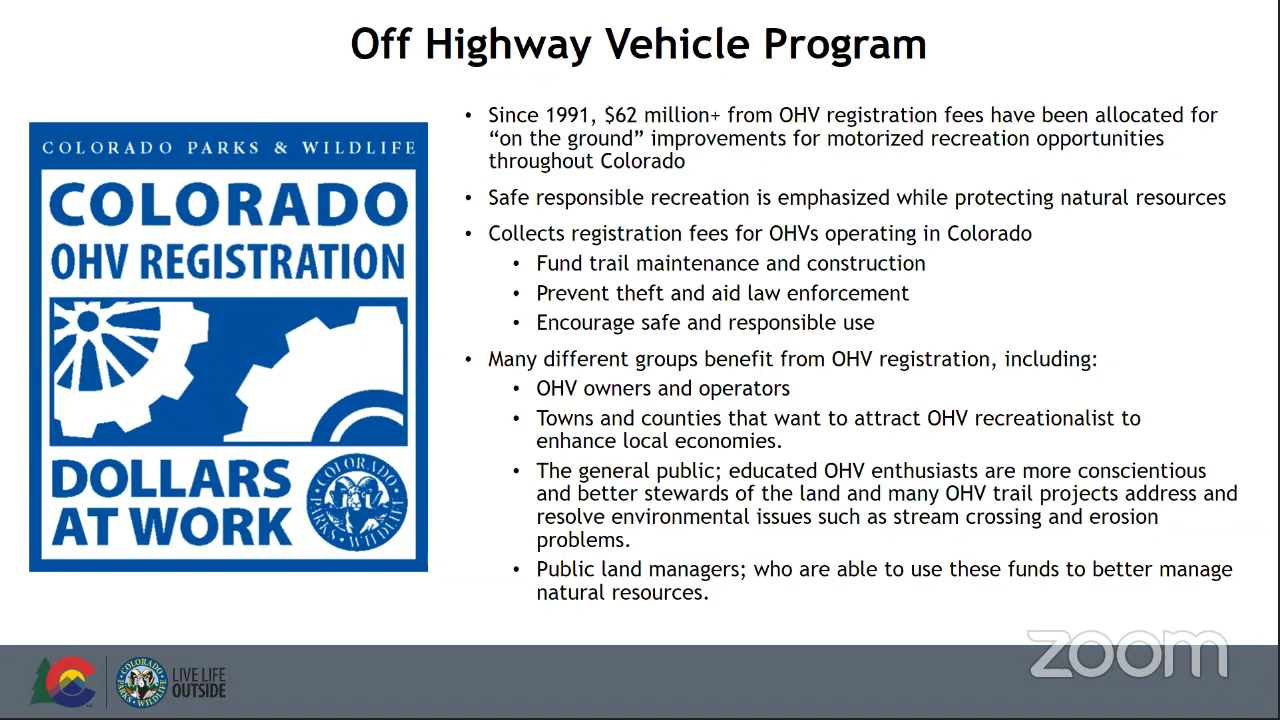 Off Highway Vehicle Program
COLORADO PARKS & WILDLIFE
COLORADO
OHV REGISTRATION
DOLLARS
AT WORK
COLORADO
PARKS & WILDLIFE
• Since 1991, $62 million+ from OHV registration fees have been allocated for
“on the ground” improvements for motorized recreation opportunities
throughout Colorado
• Safe responsible recreation is emphasized while protecting natural resources
• Collects registration fees for OHVs operating in Colorado
• Fund trail maintenance and construction
• Prevent theft and aid law enforcement
• Encourage safe and responsible use
• Many different groups benefit from OHV registration, including:
• OHV owners and operators
• Towns and counties that want to attract OHV recreationalist to
enhance local economies.
• The general public; educated OHV enthusiasts are more conscientious
and better stewards of the land and many OHV trail projects address and
resolve environmental issues such as stream crossing and erosion
problems.
• Public land managers; who are able to use these funds to better manage
natural resources.
zoom
COLORADO
PARKS & WILDLIFE
LIVE LIFE
OUTSIDE